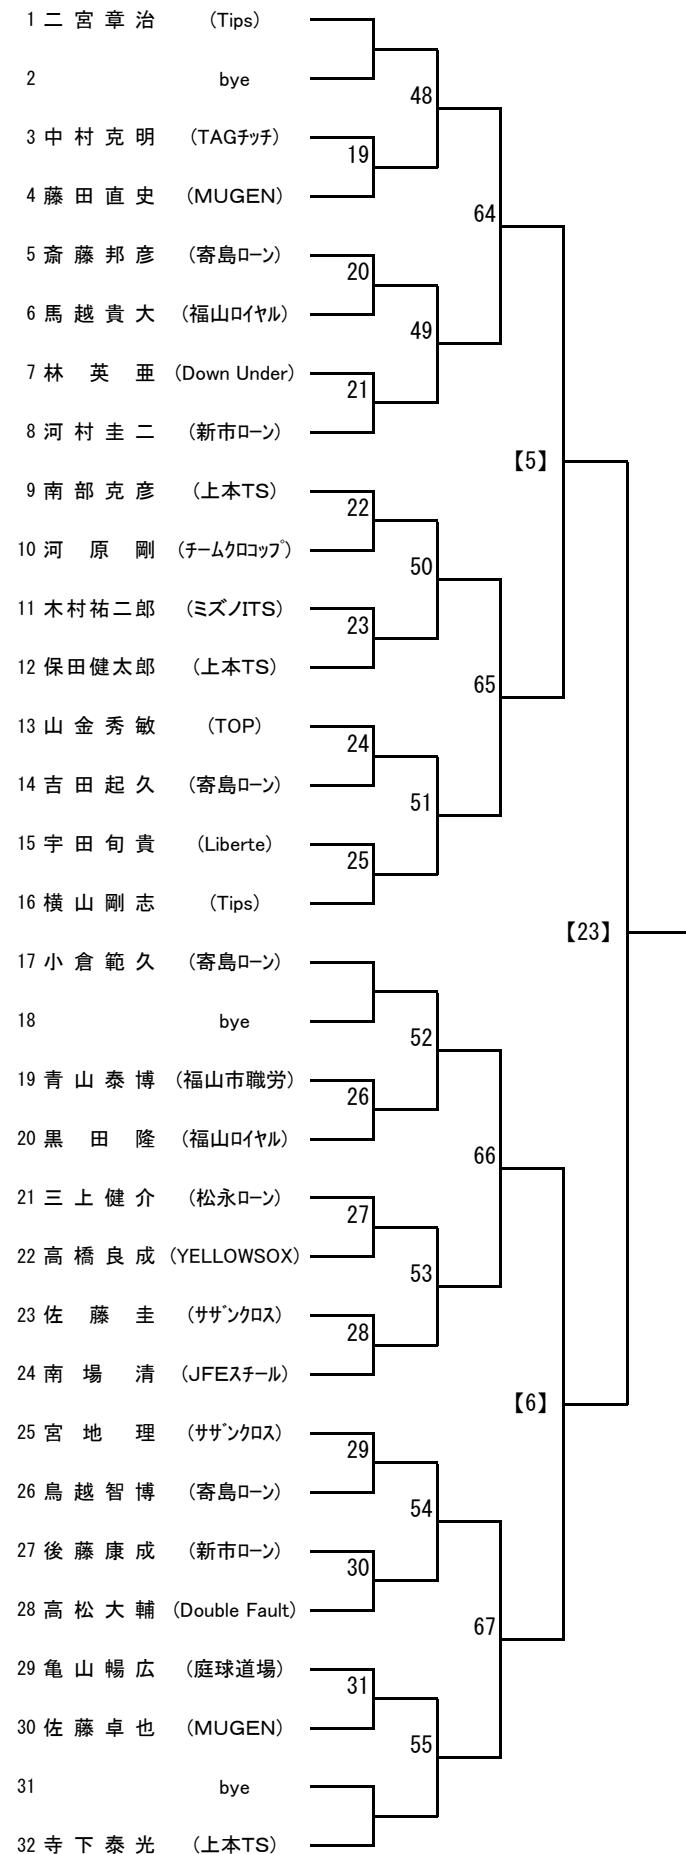 1 二宮章治 (Tips)
2 bye
48
3 中村克明 (TAGﾁｯﾁ)
19
4 藤田直史 (MUGEN)
64
5 斎藤邦彦 (寄島ローン)
20
6 馬越貴大 (福山ﾛｲﾔﾙ)
49
7 林英亜 (Down Under)
21
8 河村圭二 (新市ローン)
【5】
9 南部克彦 (上本TS)
22
10 河原剛 (ﾁｰﾑｸﾛｺｯﾌﾟ)
50
11 木村祐二郎 (ミズノITS)
23
12 保田健太郎 (上本TS)
65
13 山金秀敏 (TOP)
24
14 吉田起久 (寄島ローン)
51
15 宇田旬貴 (Liberte)
25
16 横山剛志 (Tips)
【23】
17 小倉範久 (寄島ローン)
18 bye
52
19 青山泰博 (福山市職労)
26
20 黒田隆 (福山ﾛｲﾔﾙ)
66
21 三上健介 (松永ローン)
27
22 高橋良成 (YELLOWSOX)
53
23 佐藤圭 (ｻｻﾞﾝｸﾛｽ)
28
24 南場清 (JFEｽﾁｰﾙ)
【6】
25 宮地理 (ｻｻﾞﾝｸﾛｽ)
29
26 鳥越智博 (寄島ローン)
54
27 後藤康成 (新市ローン)
30
28 高松大輔 (Double Fault)
67
29 亀山暢広 (庭球道場)
31
30 佐藤卓也 (MUGEN)
55
31 bye
32 寺下泰光 (上本TS)